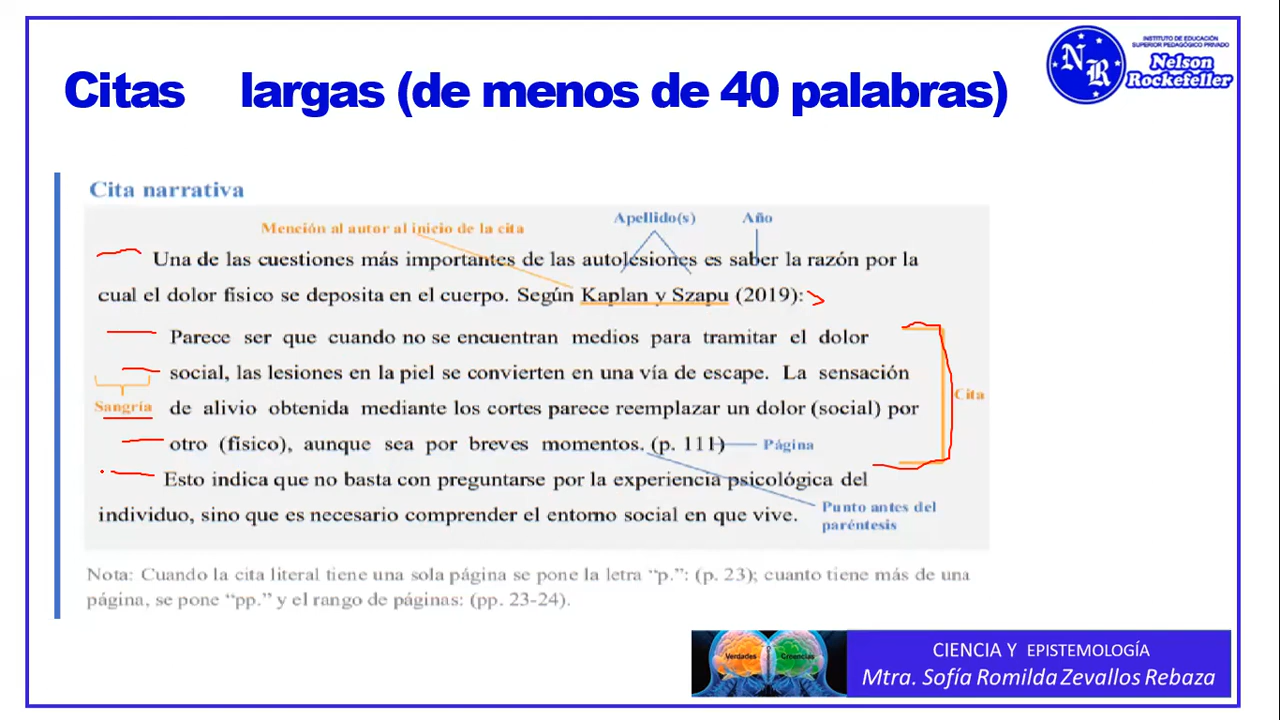 INSTITUTO DE EDUCACIÓN
SUPERIOR PEDAGÓGICO PRIVADO
Nelson
Rockefeller
NR
Citas largas (de menos de 40 palabras)
Cita narrativa
Mención al autor al inicio de la cita
Apellido(s)
Año
Una de las cuestiones más importantes de las autolesiones es saber la razón por la
cual el dolor físico se deposita en el cuerpo. Según Kaplan y Szapu (2019):
Parece ser que cuando no se encuentran medios para tramitar el dolor
social, las lesiones en la piel se convierten en una vía de escape. La sensación
Cita
Sangría
de alivio obtenida mediante los cortes parece reemplazar un dolor (social) por
otro (físico), aunque sea por breves momentos. (p. 111)
Página
Esto indica que no basta con preguntarse por la experiencia psicológica del
individuo, sino que es necesario comprender el entorno social en que vive.
Punto antes del
paréntesis
Nota: Cuando la cita literal tiene una sola página se pone la letra “p.”: (p. 23); cuanto tiene más de una
página, se pone “pp.” y el rango de páginas: (pp. 23-24).
Verdades
Creencias
CIENCIA Y EPISTEMOLOGÍA
Mtra. Sofía Romilda Zevallos Rebaza